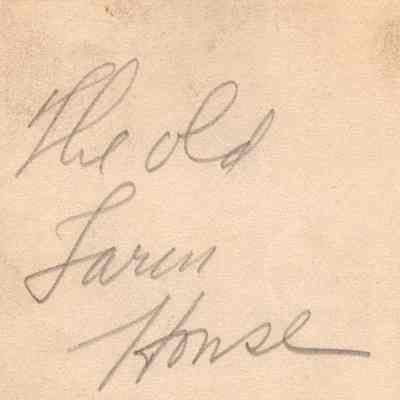 The old
Farm
House